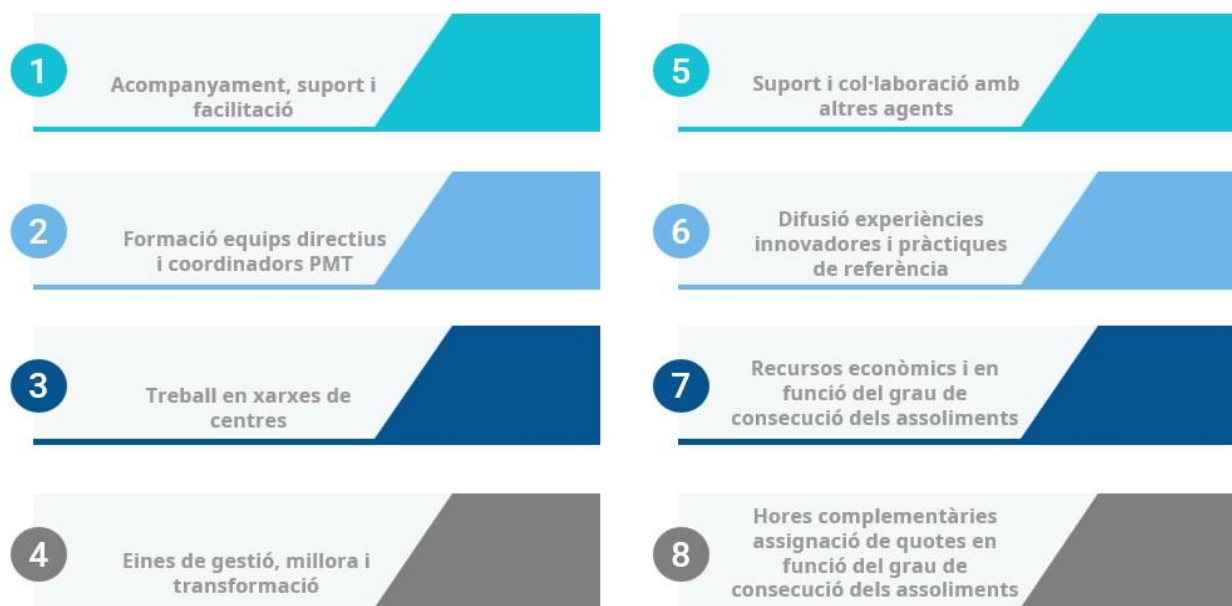 1
Acompanyament, suport i
facilitació
2
Formació equips directius
i coordinadors PMT
3
Treball en xarxes de
centres
4
Eines de gestió, millora i
transformació
5
Suport i col·laboració amb
altres agents
6
Difusió experiències
innovadores i pràctiques
de referència
7
Recursos econòmics i en
funció del grau de
consecució dels assoliments
8
Hores complementàries
assignació de quotes en
funció del grau de
consecució dels assoliments